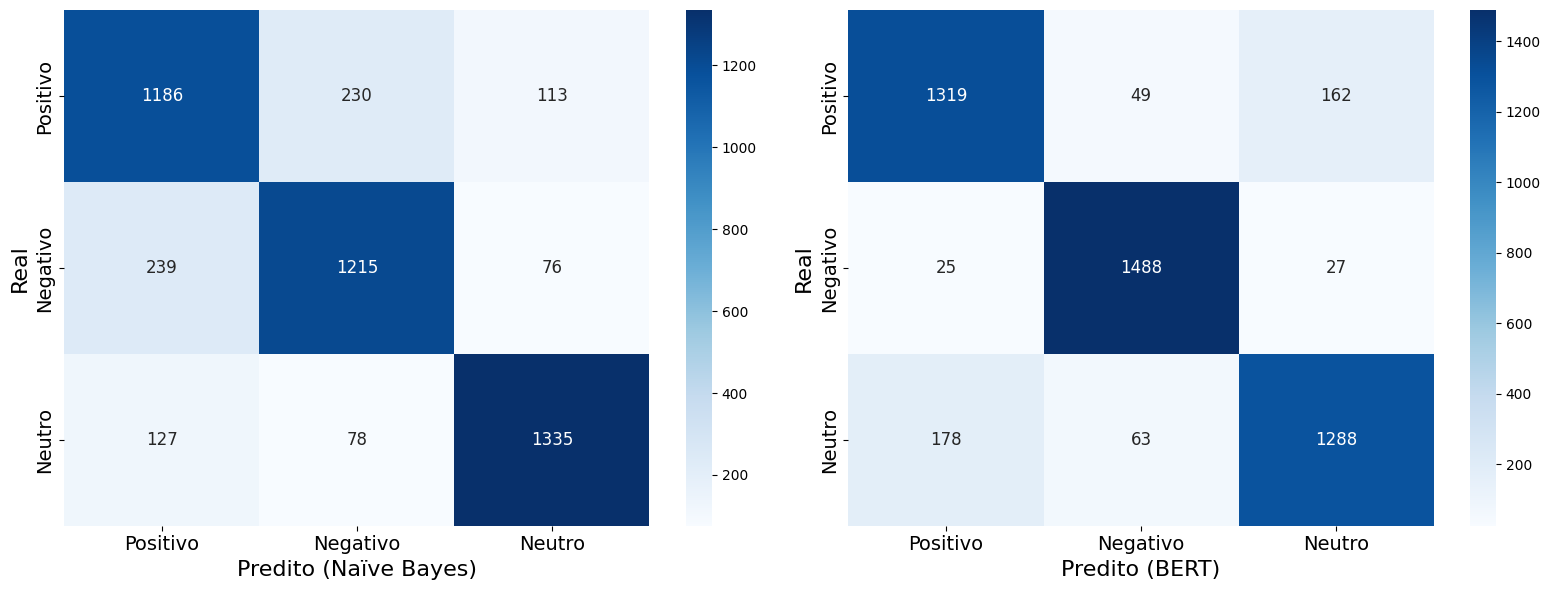 Real
Positivo
1186 230 113
Negativo
239 1215 76
Neutro
127 78 1335
Positivo Negativo Neutro
Predito (Naïve Bayes)
1200
1000
800
600
400
200
Real
Positivo
1319 49 162
Negativo
25 1488 27
Neutro
178 63 1288
Positivo Negativo Neutro
Predito (BERT)
1400
1200
1000
800
600
400
200